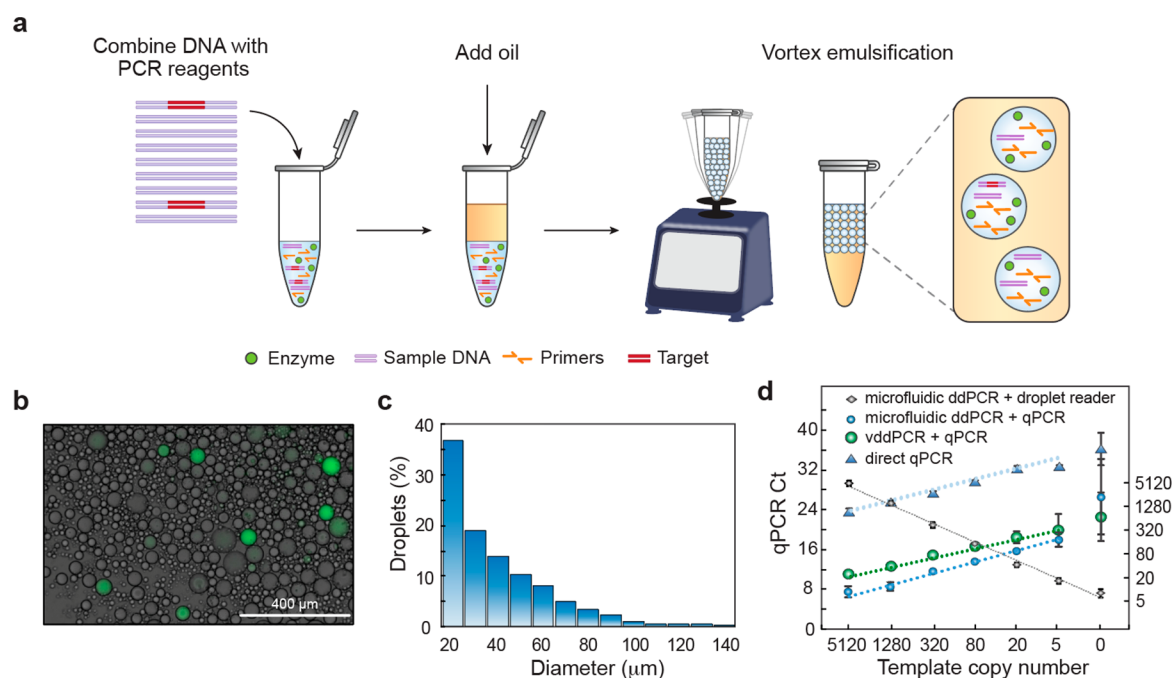 a
Combine DNA with
PCR reagents
Add oil
Vortex emulsification
Enzyme Sample DNA Primers Target
b
400 µm
c
40
30
20
10
0
Droplets (%)
20 40 60 80 100 120 140
Diameter (µm)
d
microfluidic ddPCR + droplet reader
microfluidic ddPCR + qPCR
vddPCR + qPCR
direct qPCR
40
32
24
16
8
0
qPCR Ct
5120
1280
320
80
20
5
5120 1280 320 80 20 5 0
Template copy number